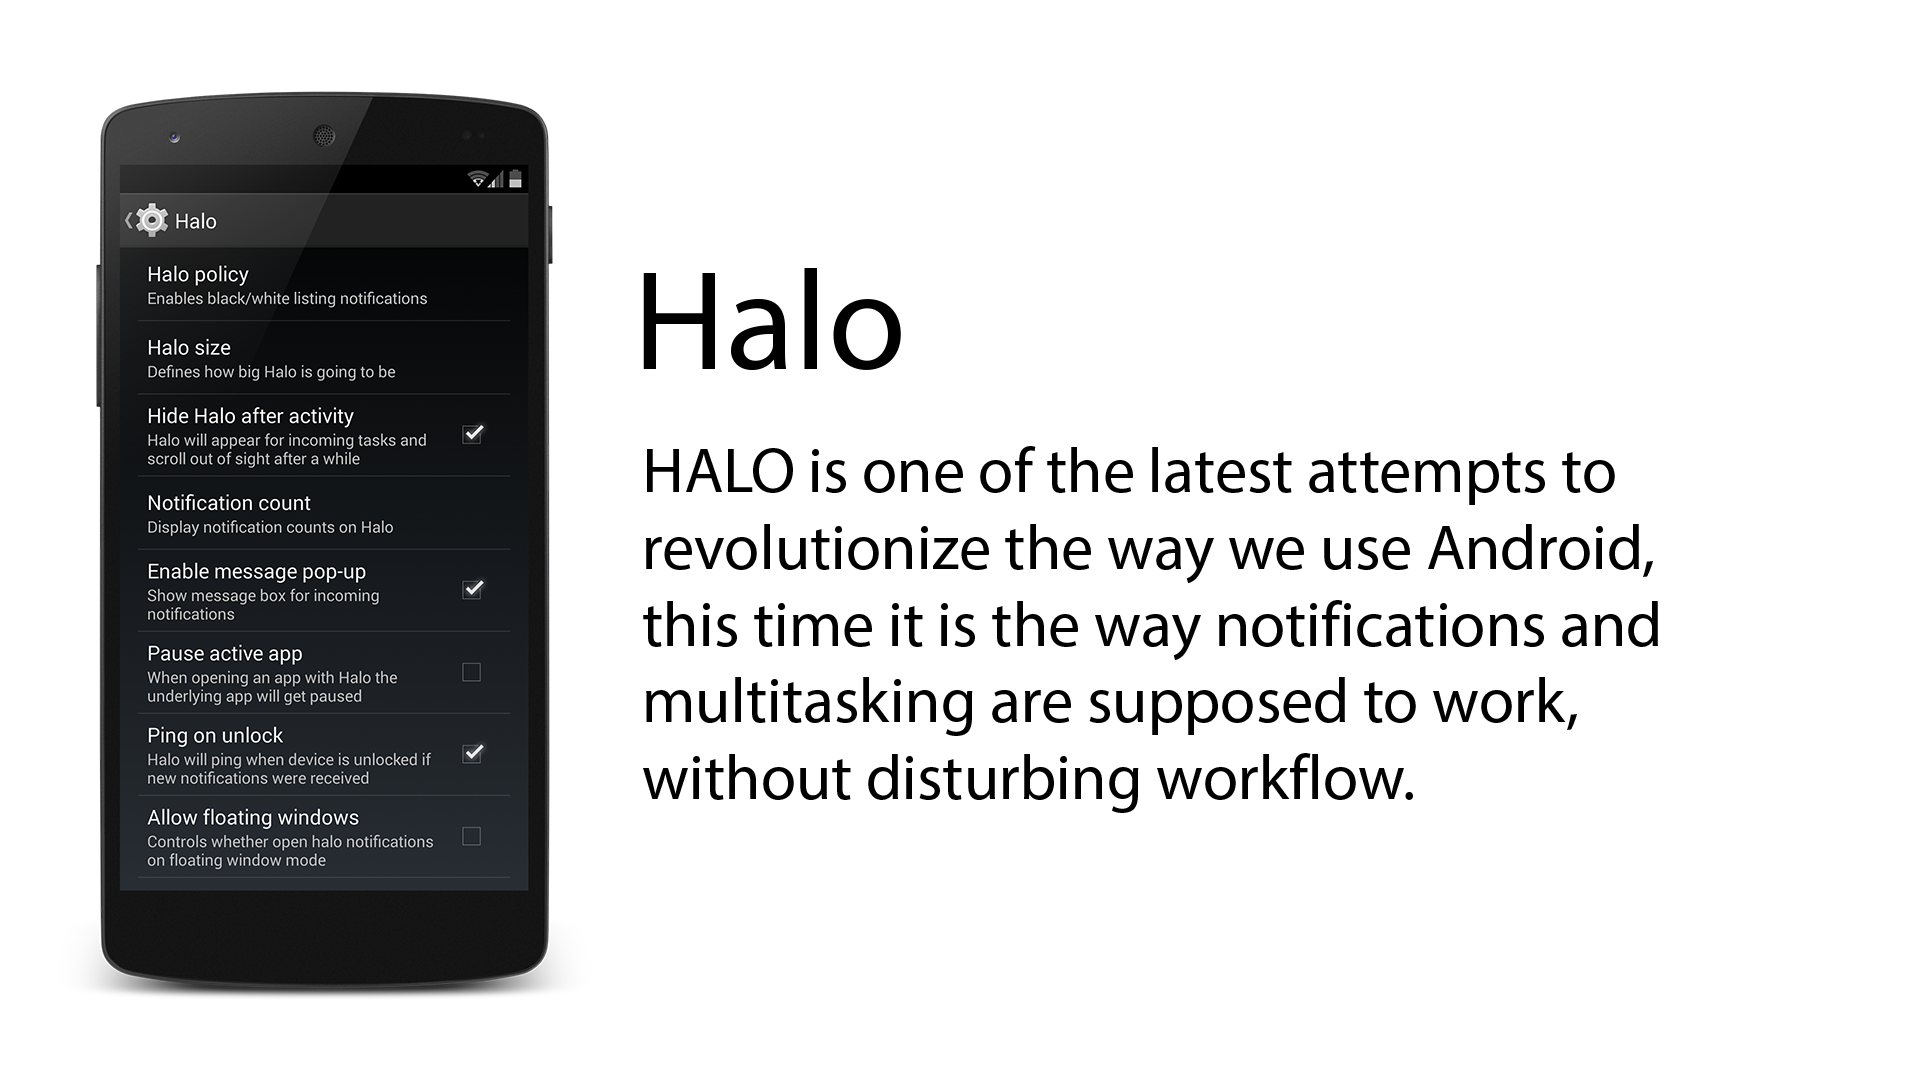 Halo
Halo policy
Enables black/white listing notifications
Halo size
Defines how big Halo is going to be
Hide Halo after activity
Halo will appear for incoming tasks and
scroll out of sight after a while
Notification count
Display notification counts on Halo
Enable message pop-up
Show message box for incoming
notifications
Pause active app
When opening an app with Halo the
underlying app will get paused
Ping on unlock
Halo will ping when device is unlocked if
new notifications were received
Allow floating windows
Controls whether open halo notifications
on floating window mode
Halo
HALO is one of the latest attempts to
revolutionize the way we use Android,
this time it is the way notifications and
multitasking are supposed to work,
without disturbing workflow.